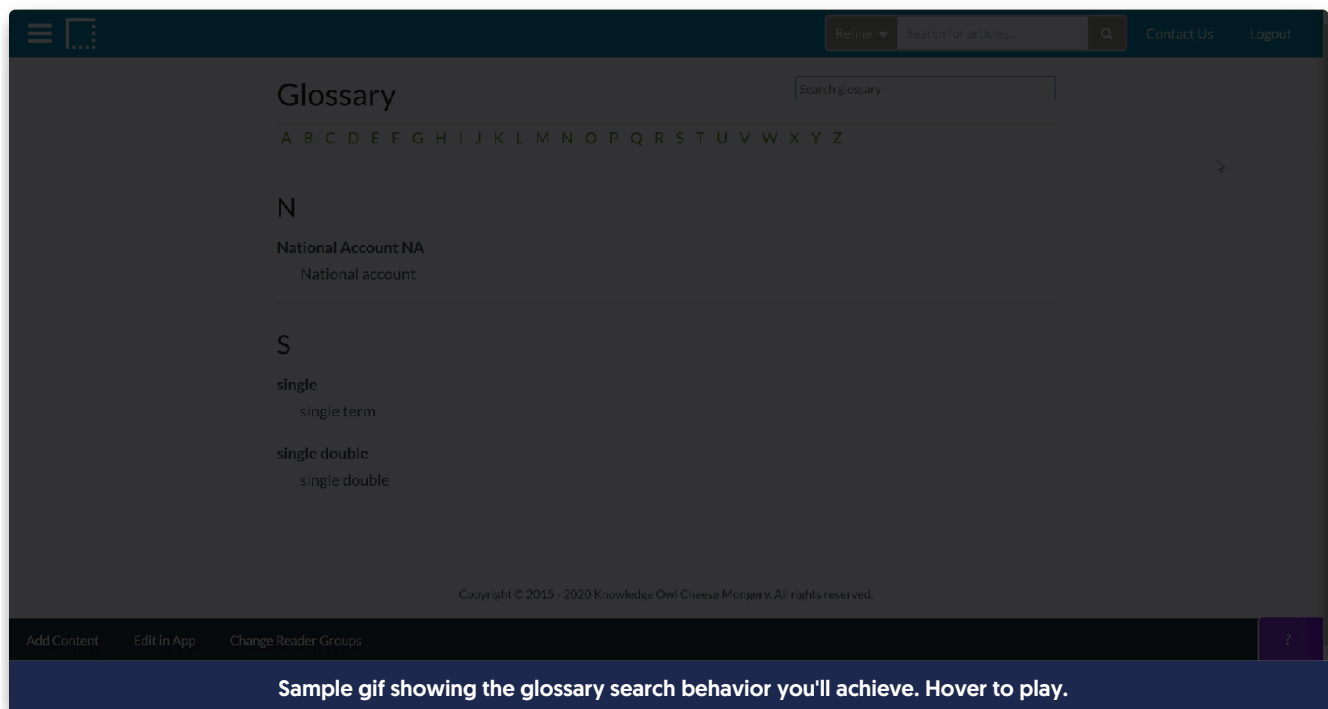 Refine Search for articles... Contact Us Logout
Glossary
Search glossary
A B C D E F G H I J K L M N O P Q R S T U V W X Y Z
N
National Account NA
National account
S
single
single term
single double
single double
Copyright © 2015 - 2020 Knowledge Owl Cheese Mongery. All rights reserved.
Add Content Edit in App Change Reader Groups ?
Sample gif showing the glossary search behavior you'll achieve. Hover to play.